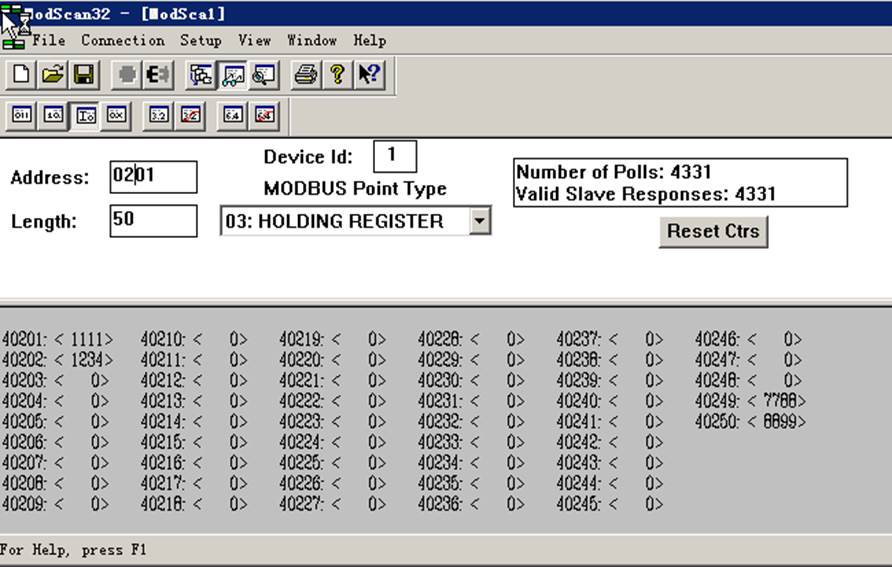 ModScan32 - [ModSca1]
File Connection Setup View Window Help
Address: 0201
Device Id: 1
MODBUS Point Type
Length: 50
03: HOLDING REGISTER
Number of Polls: 4331
Valid Slave Responses: 4331
Reset Ctrs
40201: < 1111> 40210: < 0> 40219: < 0> 40228: < 0> 40237: < 0> 40246: < 0>
40202: < 1234> 40211: < 0> 40220: < 0> 40229: < 0> 40238: < 0> 40247: < 0>
40203: < 0> 40212: < 0> 40221: < 0> 40230: < 0> 40239: < 0> 40248: < 0>
40204: < 0> 40213: < 0> 40222: < 0> 40231: < 0> 40240: < 0> 40249: < 7788>
40205: < 0> 40214: < 0> 40223: < 0> 40232: < 0> 40241: < 0> 40250: < 8899>
40206: < 0> 40215: < 0> 40224: < 0> 40233: < 0> 40242: < 0>
40207: < 0> 40216: < 0> 40225: < 0> 40234: < 0> 40243: < 0>
40208: < 0> 40217: < 0> 40226: < 0> 40235: < 0> 40244: < 0>
40209: < 0> 40218: < 0> 40227: < 0> 40236: < 0> 40245: < 0>
For Help, press F1